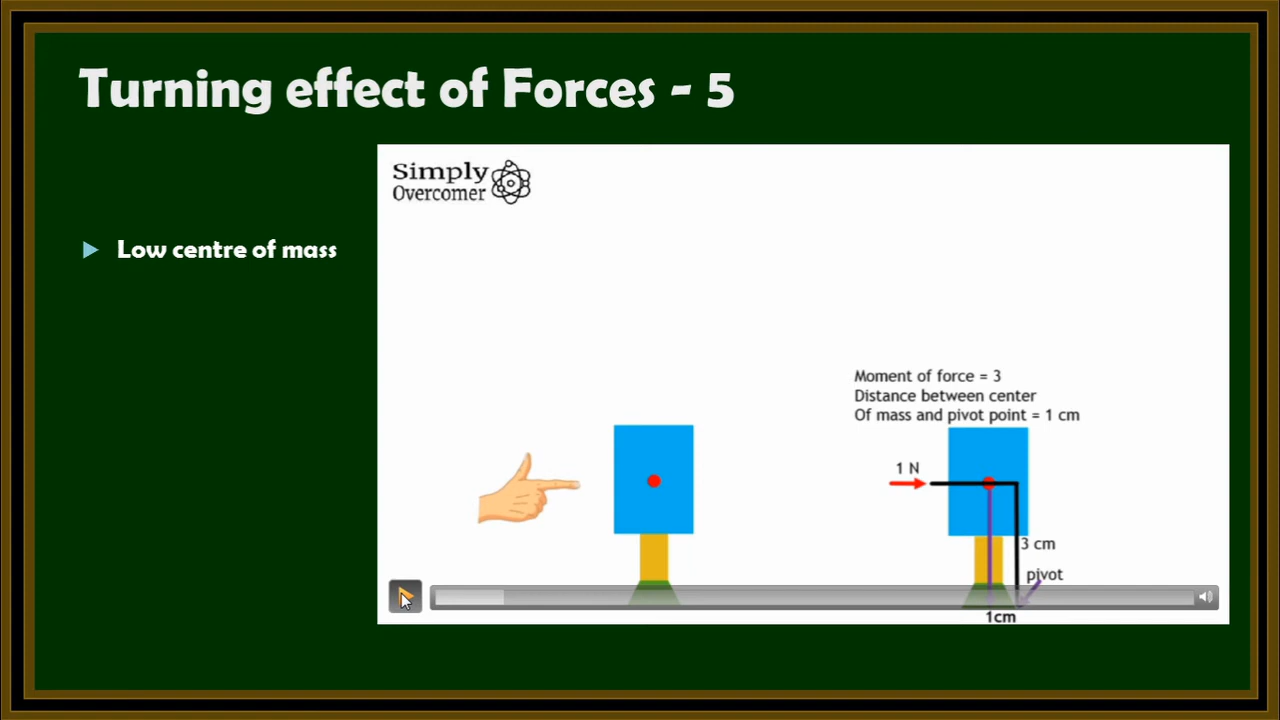 Turning effect of Forces - 5
Simply
Overcomer
Low centre of mass
Moment of force = 3
Distance between center
Of mass and pivot point = 1 cm
1 N
3 cm
pivot
1cm